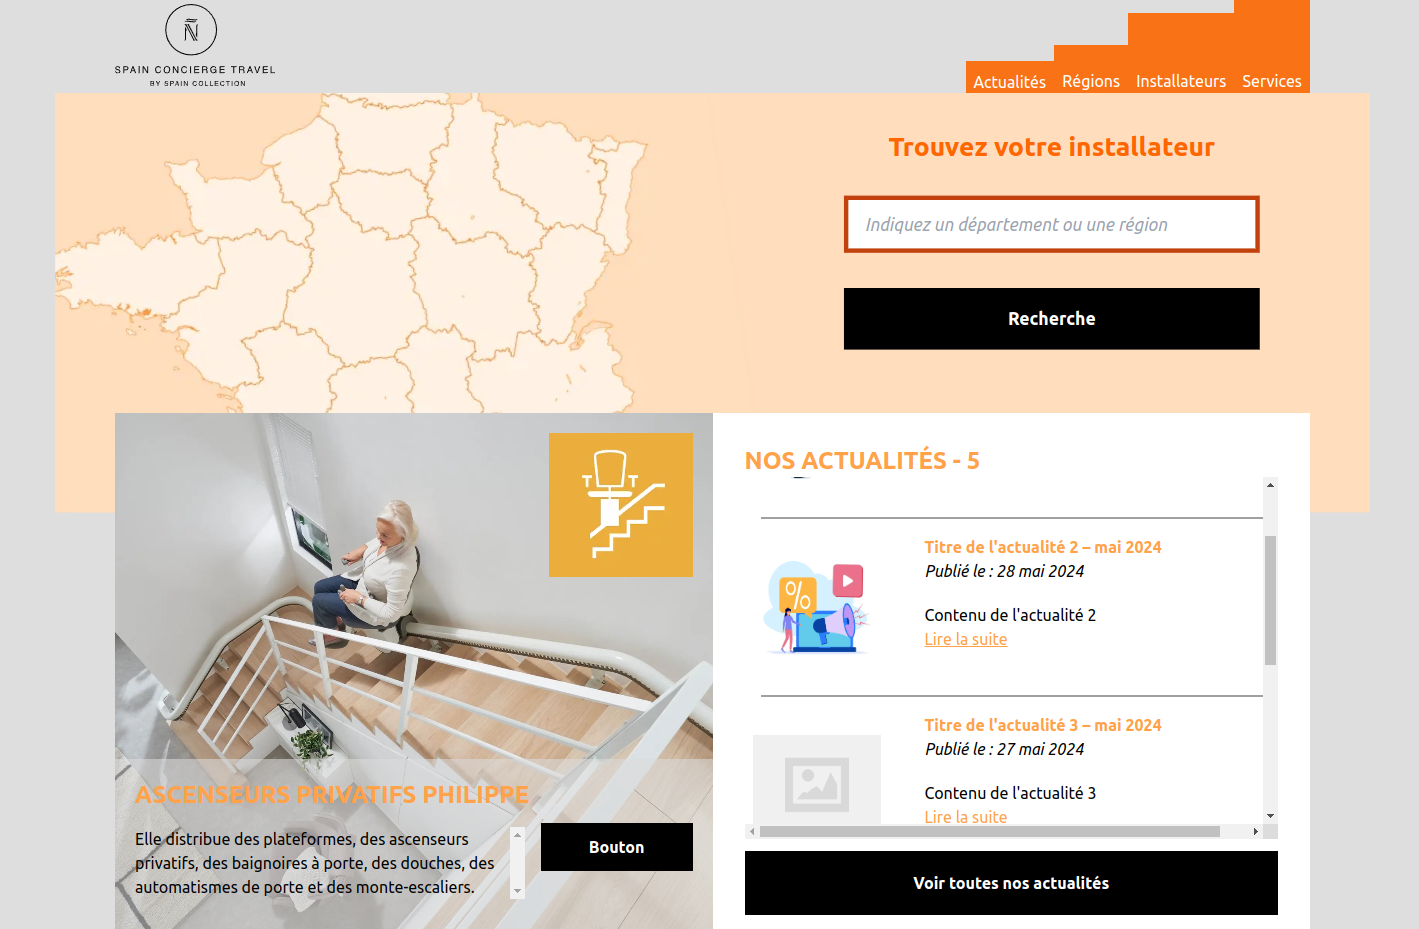 Ñ
SPAIN CONCIERGE TRAVEL
BY SPAIN COLLECTION
Actualités
Régions
Installateurs
Services
Trouvez votre installateur
Indiquez un département ou une région
Recherche
ASCENSEURS PRIVATIFS PHILIPPE
Elle distribue des plateformes, des ascenseurs
privatifs, des baignoires à porte, des douches, des
automatismes de porte et des monte-escaliers.
Bouton
NOS ACTUALITÉS - 5
Titre de l'actualité 2 – mai 2024
Publié le : 28 mai 2024
Contenu de l'actualité 2
Lire la suite
%
Titre de l'actualité 3 – mai 2024
Publié le : 27 mai 2024
Contenu de l'actualité 3
Lire la suite
Voir toutes nos actualités